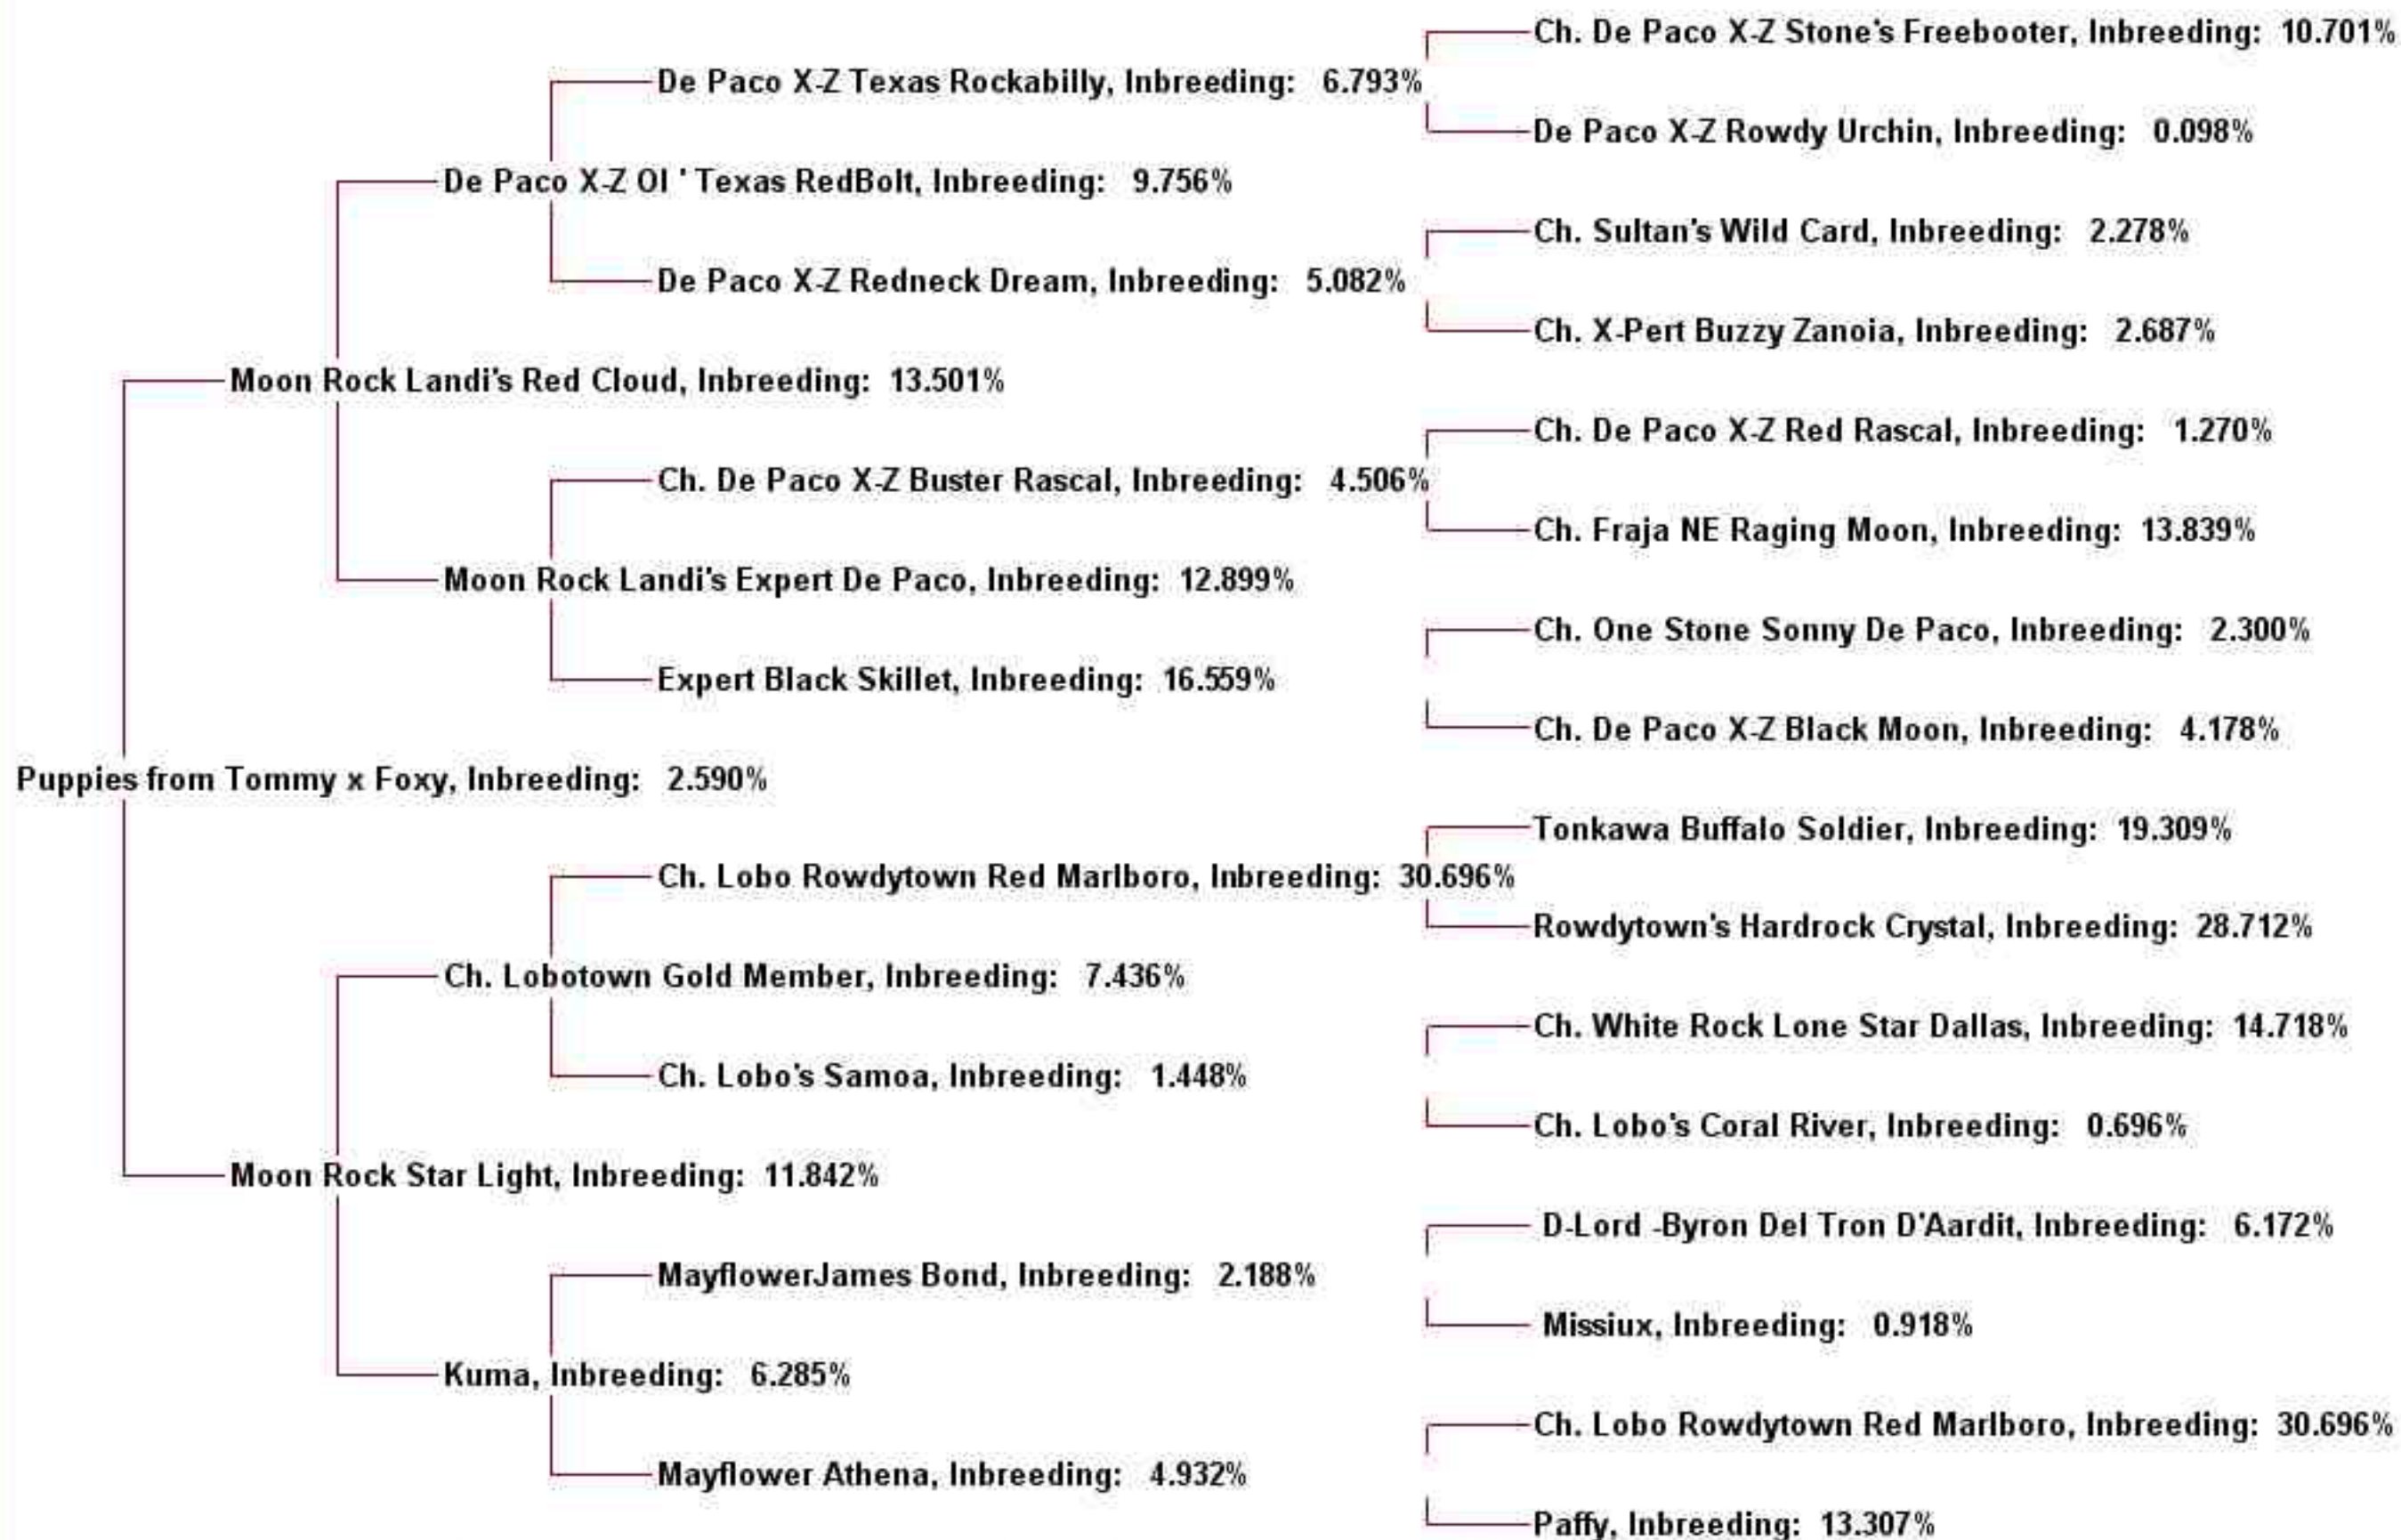 Ch. De Paco X-Z Stone's Freebooter, Inbreeding: 10.701%
De Paco X-Z Texas Rockabilly, Inbreeding: 6.793%
De Paco X-Z Rowdy Urchin, Inbreeding: 0.098%
De Paco X-Z Ol ' Texas RedBolt, Inbreeding: 9.756%
Ch. Sultan's Wild Card, Inbreeding: 2.278%
De Paco X-Z Redneck Dream, Inbreeding: 5.082%
Ch. X-Pert Buzzy Zanoia, Inbreeding: 2.687%
Moon Rock Landi's Red Cloud, Inbreeding: 13.501%
Ch. De Paco X-Z Red Rascal, Inbreeding: 1.270%
Ch. De Paco X-Z Buster Rascal, Inbreeding: 4.506%
Ch. Fraja NE Raging Moon, Inbreeding: 13.839%
Moon Rock Landi's Expert De Paco, Inbreeding: 12.899%
Ch. One Stone Sonny De Paco, Inbreeding: 2.300%
Expert Black Skillet, Inbreeding: 16.559%
Ch. De Paco X-Z Black Moon, Inbreeding: 4.178%
Puppies from Tommy x Foxy, Inbreeding: 2.590%
Tonkawa Buffalo Soldier, Inbreeding: 19.309%
Ch. Lobo Rowdytown Red Marlboro, Inbreeding: 30.696%
Rowdytown's Hardrock Crystal, Inbreeding: 28.712%
Ch. Lobotown Gold Member, Inbreeding: 7.436%
Ch. White Rock Lone Star Dallas, Inbreeding: 14.718%
Ch. Lobo's Samoa, Inbreeding: 1.448%
Ch. Lobo's Coral River, Inbreeding: 0.696%
Moon Rock Star Light, Inbreeding: 11.842%
D-Lord -Byron Del Tron D'Aardit, Inbreeding: 6.172%
MayflowerJames Bond, Inbreeding: 2.188%
Missiux, Inbreeding: 0.918%
Kuma, Inbreeding: 6.285%
Ch. Lobo Rowdytown Red Marlboro, Inbreeding: 30.696%
Mayflower Athena, Inbreeding: 4.932%
Paffy, Inbreeding: 13.307%